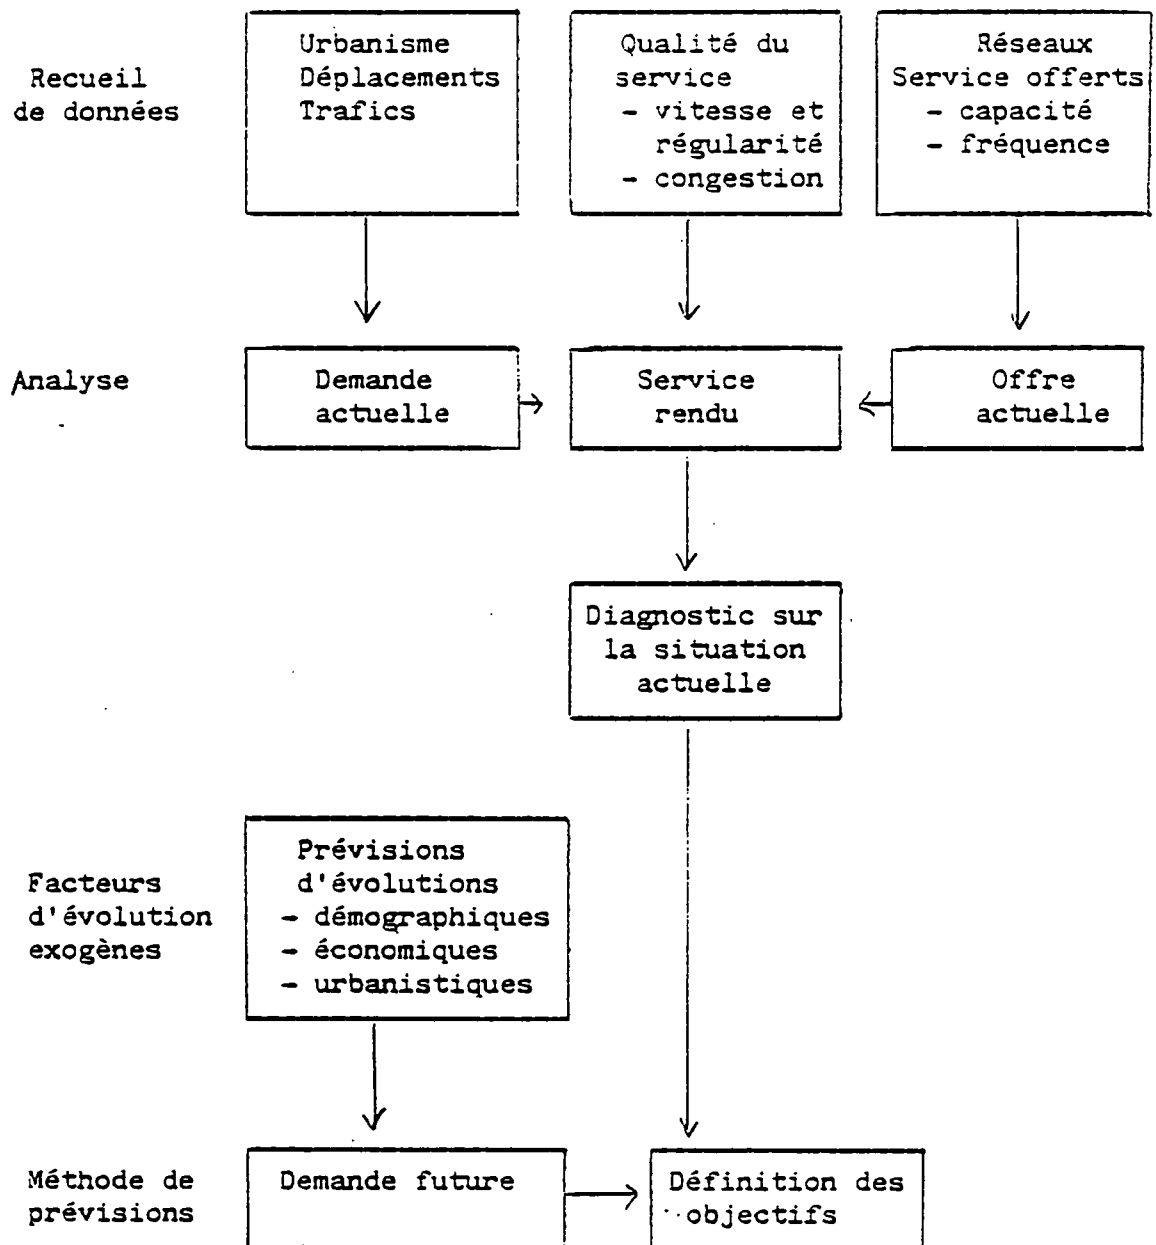 Recueil
de données
Urbanisme
Déplacements
Trafics
Qualité du
service
- vitesse et
régularité
- congestion
Réseaux
Service offerts
- capacité
- fréquence
Analyse
Demande
actuelle
Service
rendu
Offre
actuelle
Diagnostic sur
la situation
actuelle
Facteurs
d'évolution
exogènes
Prévisions
d'évolutions
- démographiques
- économiques
- urbanistiques
Méthode de
prévisions
Demande future
Définition des
objectifs